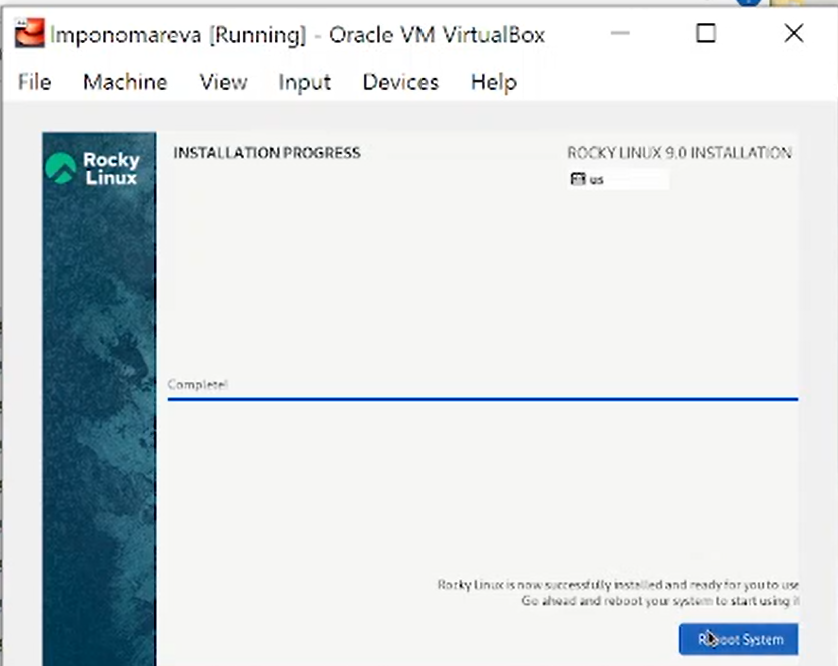 lmponomareva [Running] - Oracle VM VirtualBox
File Machine View Input Devices Help
Rocky
Linux
INSTALLATION PROGRESS
ROCKY LINUX 9.0 INSTALLATION
us
Complete!
Rocky Linux is now successfully installed and ready for you to use
Go ahead and reboot your system to start using it
Reboot System